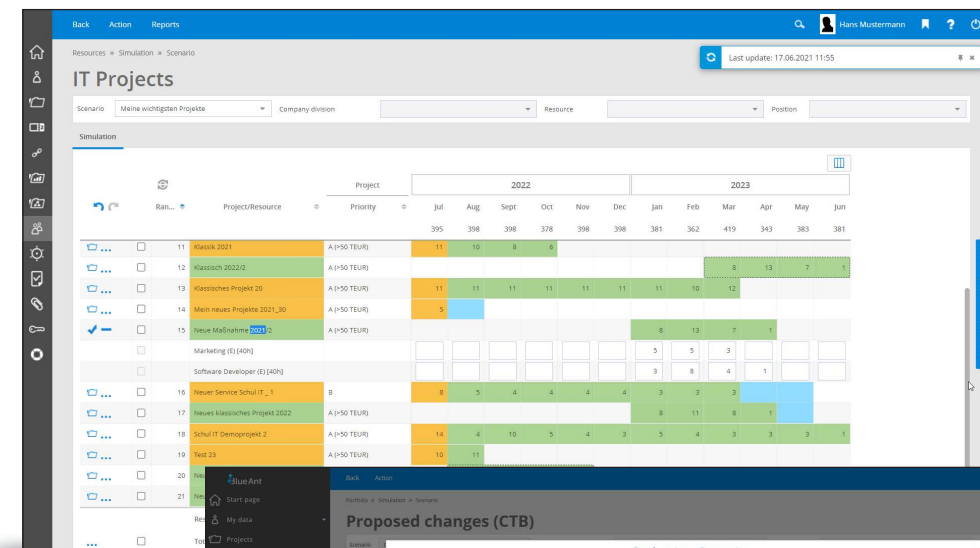 Back Action Reports Hans Mustermann ?
Resources » Simulation » Scenario
Last update: 17.06.2021 11:55
IT Projects
Scenario Meine wichtigsten Projekte Company division Resource Position
Simulation
Project 2022 2023
Ran... Project/Resource Priority Jul Aug Sept Oct Nov Dec Jan Feb Mar Apr May Jun
395 398 398 378 398 398 381 362 419 343 383 381
... 11 Klassik 2021 A (>50 TEUR) 11 10 8 6
... 12 Klassisch 2022/2 A (>50 TEUR) 8 13 7 1
... 13 Klassisches Projekt 20 A (>50 TEUR) 11 11 11 11 11 11 11 10 12
... 14 Mein neues Projekte 2021_30 A (>50 TEUR) 5
15 Neue Maßnahme 2021/2 A (>50 TEUR) 8 13 7 1
Marketing (E) [40h] 5 5 3
Software Developer (E) [40h] 3 8 4 1
... 16 Neuer Service Schul IT _ 1 B 8 5 4 4 4 4 3 3 3
... 17 Neues klassisches Projekt 2022 A (>50 TEUR) 8 11 8 1
... 18 Schul IT Demoprojekt 2 A (>50 TEUR) 14 4 10 5 4 3 5 4 3 3 3 1
... 19 Test 23 A (>50 TEUR) 10 11
... 20
... 21
...
BlueAnt Back Action
Start page Portfolio » Simulation » Scenario
My data Proposed changes (CTB)
Projects Scenario